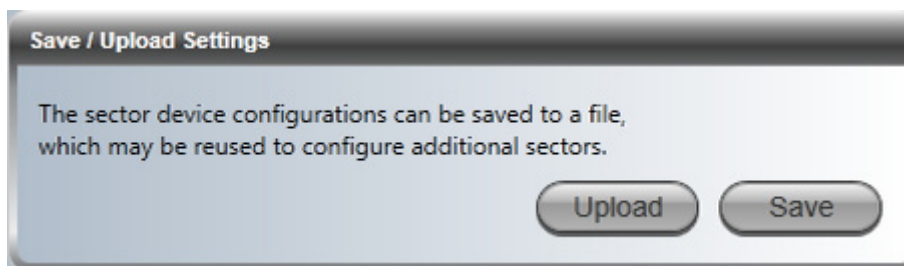 Save / Upload Settings
The sector device configurations can be saved to a file,
which may be reused to configure additional sectors.
Upload Save